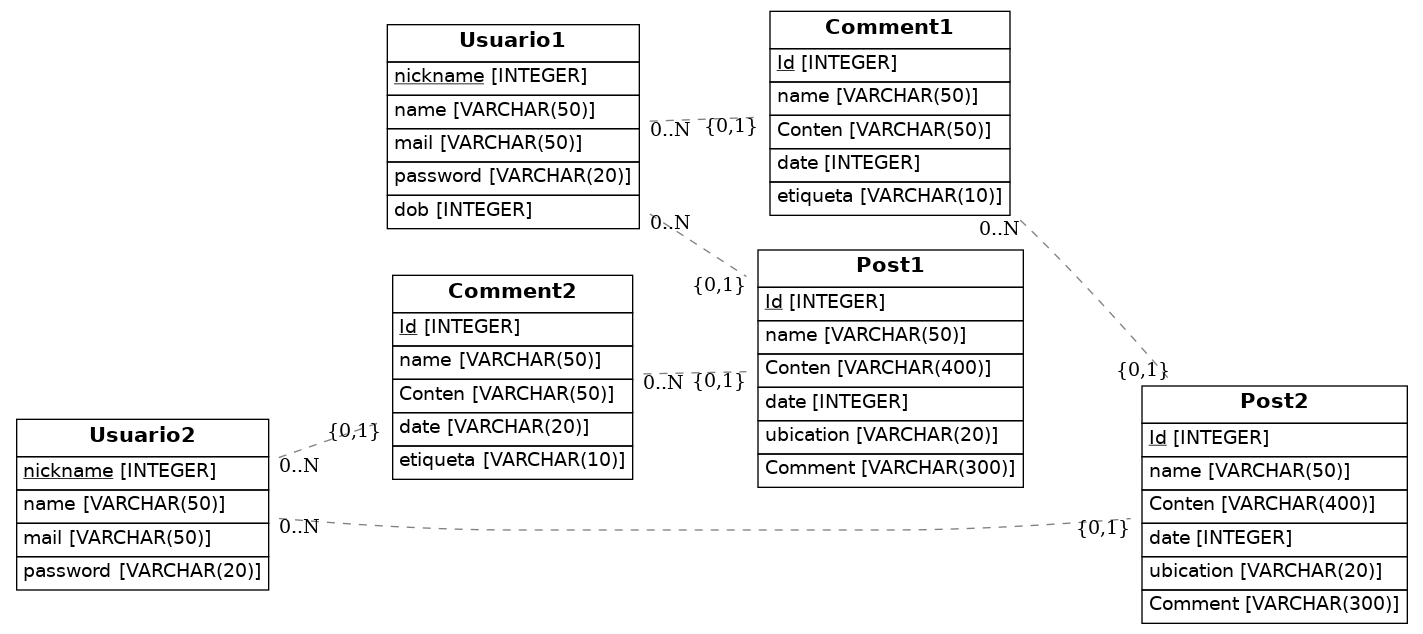 Usuario1
nickname [INTEGER]
name [VARCHAR(50)]
mail [VARCHAR(50)]
password [VARCHAR(20)]
dob [INTEGER]
0..N
{0,1}
0..N
{0,1}
Comment1
Id [INTEGER]
name [VARCHAR(50)]
Conten [VARCHAR(50)]
date [INTEGER]
etiqueta [VARCHAR(10)]
0..N
{0,1}
Comment2
Id [INTEGER]
name [VARCHAR(50)]
Conten [VARCHAR(50)]
date [VARCHAR(20)]
etiqueta [VARCHAR(10)]
0..N
{0,1}
Post1
Id [INTEGER]
name [VARCHAR(50)]
Conten [VARCHAR(400)]
date [INTEGER]
ubication [VARCHAR(20)]
Comment [VARCHAR(300)]
Usuario2
nickname [INTEGER]
name [VARCHAR(50)]
mail [VARCHAR(50)]
password [VARCHAR(20)]
0..N
{0,1}
0..N
{0,1}
Post2
Id [INTEGER]
name [VARCHAR(50)]
Conten [VARCHAR(400)]
date [INTEGER]
ubication [VARCHAR(20)]
Comment [VARCHAR(300)]